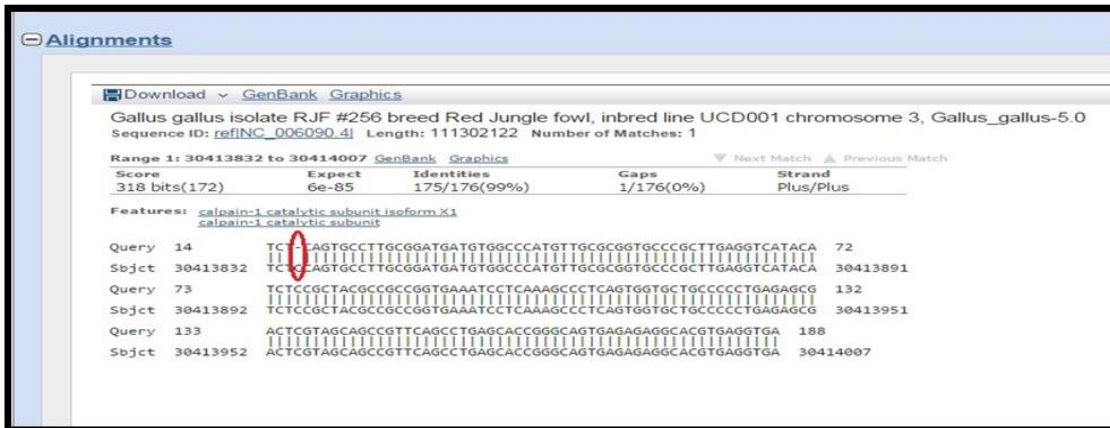 Alignments
Download GenBank Graphics
Gallus gallus isolate RJF #256 breed Red Jungle fowl, inbred line UCD001 chromosome 3, Gallus_gallus-5.0
Sequence ID: ref|NC_006090.4| Length: 111302122 Number of Matches: 1
Range 1: 30413832 to 30414007 GenBank Graphics Next Match Previous Match
Score Expect Identities Gaps Strand
318 bits(172) 6e-85 175/176(99%) 1/176(0%) Plus/Plus
Features: calpain-1 catalytic subunit isoform X1
calpain-1 catalytic subunit
Query 14 TCT-CAGTGCCTTGCGGATGATGTGGCCCATGTTGCGCGGTGCCCGCTTGAGGTCATACA 72
Sbjct 30413832 TCTCCAGTGCCTTGCGGATGATGTGGCCCATGTTGCGCGGTGCCCGCTTGAGGTCATACA 30413891
Query 73 TCTCCGCTACGCCGCCGGTGAAATCCTCAAAGCCCTCAGTGGTGCTGCCCCCTGAGAGCG 132
Sbjct 30413892 TCTCCGCTACGCCGCCGGTGAAATCCTCAAAGCCCTCAGTGGTGCTGCCCCCTGAGAGCG 30413951
Query 133 ACTCGTAGCAGCCGTTCAGCCTGAGCACCGGGCAGTGAGAGAGGCACGTGAGGTGA 188
Sbjct 30413952 ACTCGTAGCAGCCGTTCAGCCTGAGCACCGGGCAGTGAGAGAGGCACGTGAGGTGA 30414007